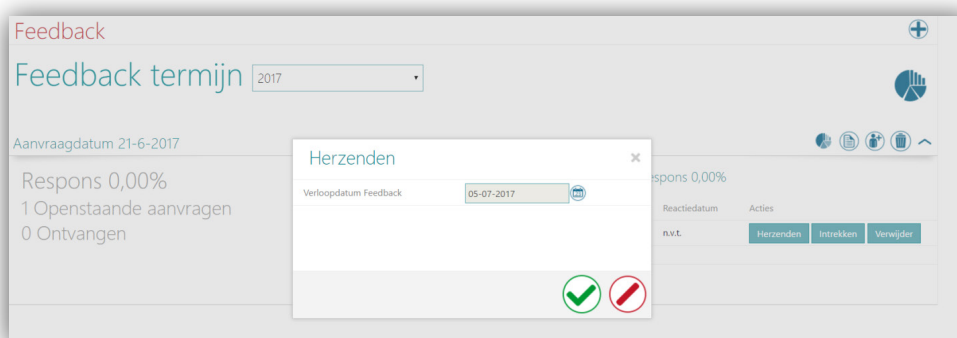 Feedback
Feedback termijn 2017
Aanvraagdatum 21-6-2017
Respons 0,00%
1 Openstaande aanvragen
0 Ontvangen
Herzenden ×
Verloopdatum Feedback 05-07-2017
spons 0,00%
Reactiedatum Acties
n.v.t. Herzenden Intrekken Verwijder